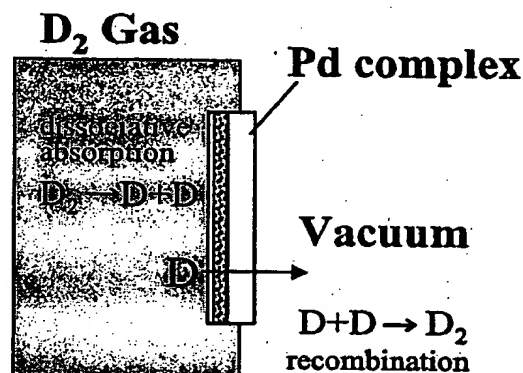 D₂ Gas
Pd complex
dissociative
absorption
D₂→D+D
Vacuum
D
D+D→D₂
recombination